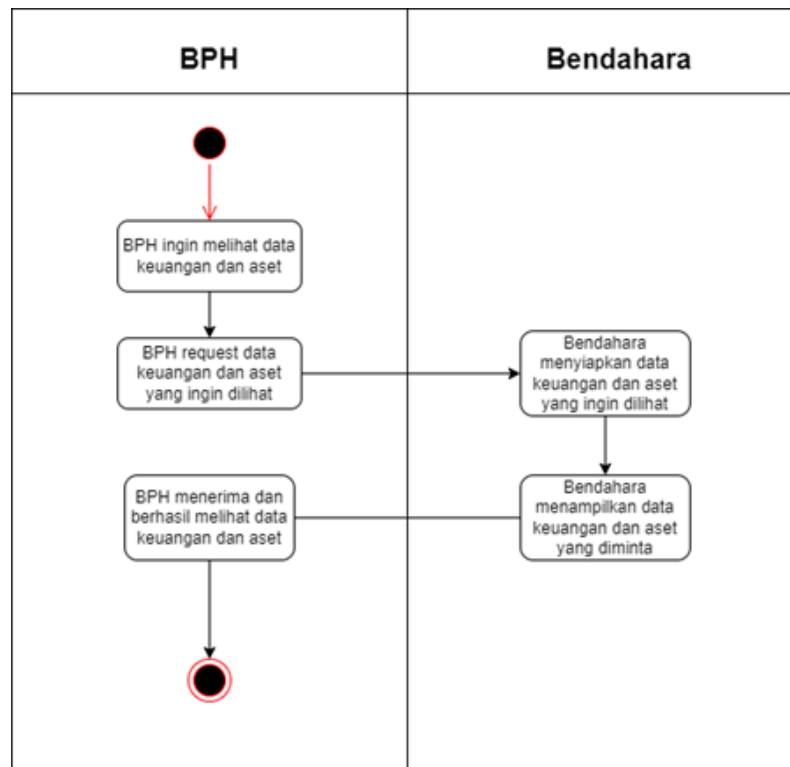 BPH
Bendahara
BPH ingin melihat data
keuangan dan aset
BPH request data
keuangan dan aset
yang ingin dilihat
Bendahara
menyiapkan data
keuangan dan aset
yang ingin dilihat
Bendahara
menampilkan data
keuangan dan aset
yang diminta
BPH menerima dan
berhasil melihat data
keuangan dan aset